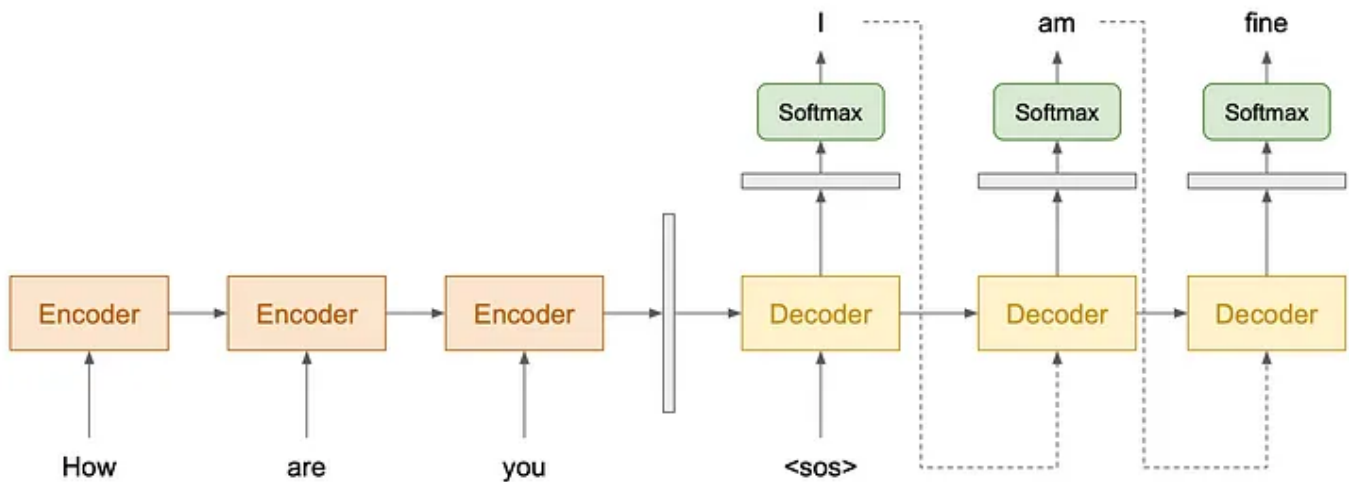 I am fine
Softmax Softmax Softmax
Encoder Encoder Encoder Decoder Decoder Decoder
How are you <sos>